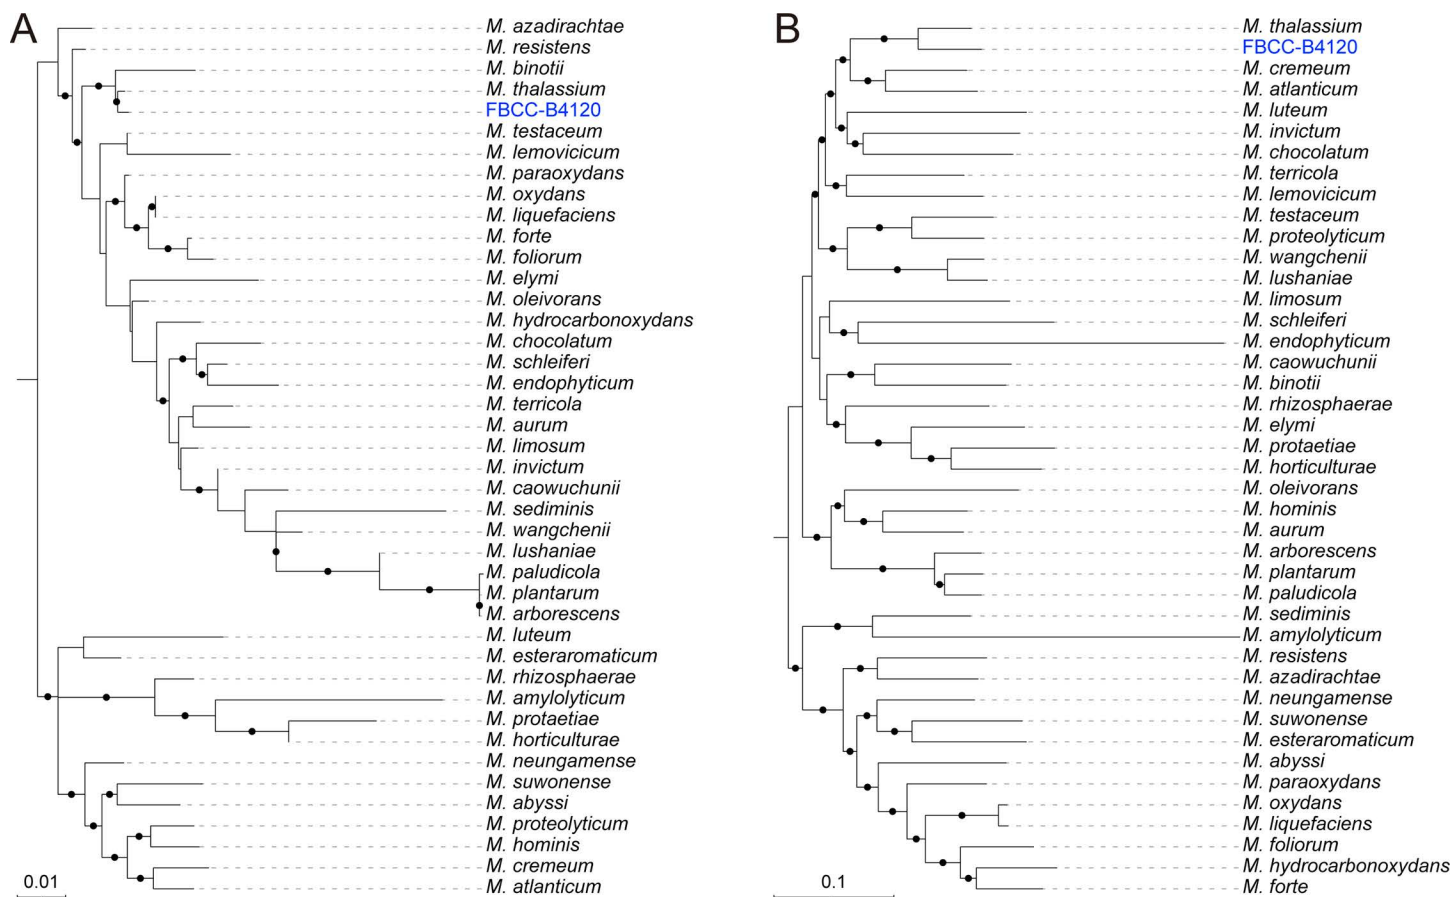 A
M. azadirachtae
M. resistens
M. binotii
M. thalassium
FBCC-B4120
M. testaceum
M. lemovicicum
M. paraoxydans
M. oxydans
M. liquefaciens
M. forte
M. foliorum
M. elymi
M. oleivorans
M. hydrocarbonoxydans
M. chocolatum
M. schleiferi
M. endophyticum
M. terricola
M. aurum
M. limosum
M. invictum
M. caowuchunii
M. sediminis
M. wangchenii
M. lushaniae
M. paludicola
M. plantarum
M. arborescens
M. luteum
M. esteraromaticum
M. rhizosphaerae
M. amylolyticum
M. protaetiae
M. horticulturae
M. neungamense
M. suwonense
M. abyssi
M. proteolyticum
M. hominis
M. cremeum
M. atlanticum
0.01
B
M. thalassium
FBCC-B4120
M. cremeum
M. atlanticum
M. luteum
M. invictum
M. chocolatum
M. terricola
M. lemovicicum
M. testaceum
M. proteolyticum
M. wangchenii
M. lushaniae
M. limosum
M. schleiferi
M. endophyticum
M. caowuchunii
M. binotii
M. rhizosphaerae
M. elymi
M. protaetiae
M. horticulturae
M. oleivorans
M. hominis
M. aurum
M. arborescens
M. plantarum
M. paludicola
M. sediminis
M. amylolyticum
M. resistens
M. azadirachtae
M. neungamense
M. suwonense
M. esteraromaticum
M. abyssi
M. paraoxydans
M. oxydans
M. liquefaciens
M. foliorum
M. hydrocarbonoxydans
M. forte
0.1